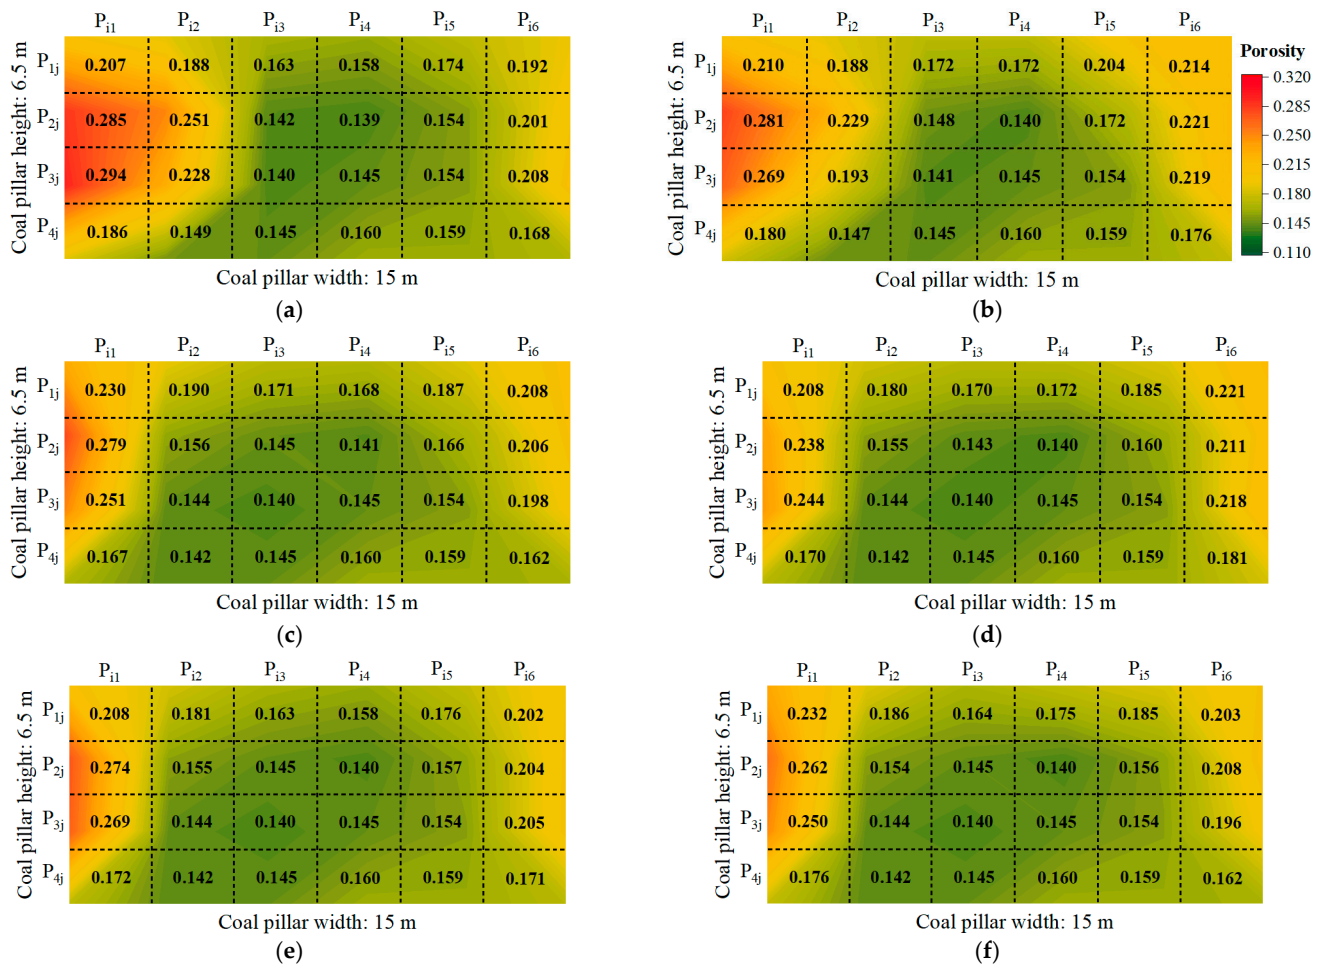 P_i1 P_i2 P_i3 P_i4 P_i5 P_i6
Coal pillar height: 6.5 m
P_1j 0.207 0.188 0.163 0.158 0.174 0.192
P_2j 0.285 0.251 0.142 0.139 0.154 0.201
P_3j 0.294 0.228 0.140 0.145 0.154 0.208
P_4j 0.186 0.149 0.145 0.160 0.159 0.168
Coal pillar width: 15 m
(a)
P_i1 P_i2 P_i3 P_i4 P_i5 P_i6
Coal pillar height: 6.5 m
P_1j 0.210 0.188 0.172 0.172 0.204 0.214
P_2j 0.281 0.229 0.148 0.140 0.172 0.221
P_3j 0.269 0.193 0.141 0.145 0.154 0.219
P_4j 0.180 0.147 0.145 0.160 0.159 0.176
Coal pillar width: 15 m
(b)
Porosity
0.320
0.285
0.250
0.215
0.180
0.145
0.110
P_i1 P_i2 P_i3 P_i4 P_i5 P_i6
Coal pillar height: 6.5 m
P_1j 0.230 0.190 0.171 0.168 0.187 0.208
P_2j 0.279 0.156 0.145 0.141 0.166 0.206
P_3j 0.251 0.144 0.140 0.145 0.154 0.198
P_4j 0.167 0.142 0.145 0.160 0.159 0.162
Coal pillar width: 15 m
(c)
P_i1 P_i2 P_i3 P_i4 P_i5 P_i6
Coal pillar height: 6.5 m
P_1j 0.208 0.180 0.170 0.172 0.185 0.221
P_2j 0.238 0.155 0.143 0.140 0.160 0.211
P_3j 0.244 0.144 0.140 0.145 0.154 0.218
P_4j 0.170 0.142 0.145 0.160 0.159 0.181
Coal pillar width: 15 m
(d)
P_i1 P_i2 P_i3 P_i4 P_i5 P_i6
Coal pillar height: 6.5 m
P_1j 0.208 0.181 0.163 0.158 0.176 0.202
P_2j 0.274 0.155 0.145 0.140 0.157 0.204
P_3j 0.269 0.144 0.140 0.145 0.154 0.205
P_4j 0.172 0.142 0.145 0.160 0.159 0.171
Coal pillar width: 15 m
(e)
P_i1 P_i2 P_i3 P_i4 P_i5 P_i6
Coal pillar height: 6.5 m
P_1j 0.232 0.186 0.164 0.175 0.185 0.203
P_2j 0.262 0.154 0.145 0.140 0.156 0.208
P_3j 0.250 0.144 0.140 0.145 0.154 0.196
P_4j 0.176 0.142 0.145 0.160 0.159 0.162
Coal pillar width: 15 m
(f)